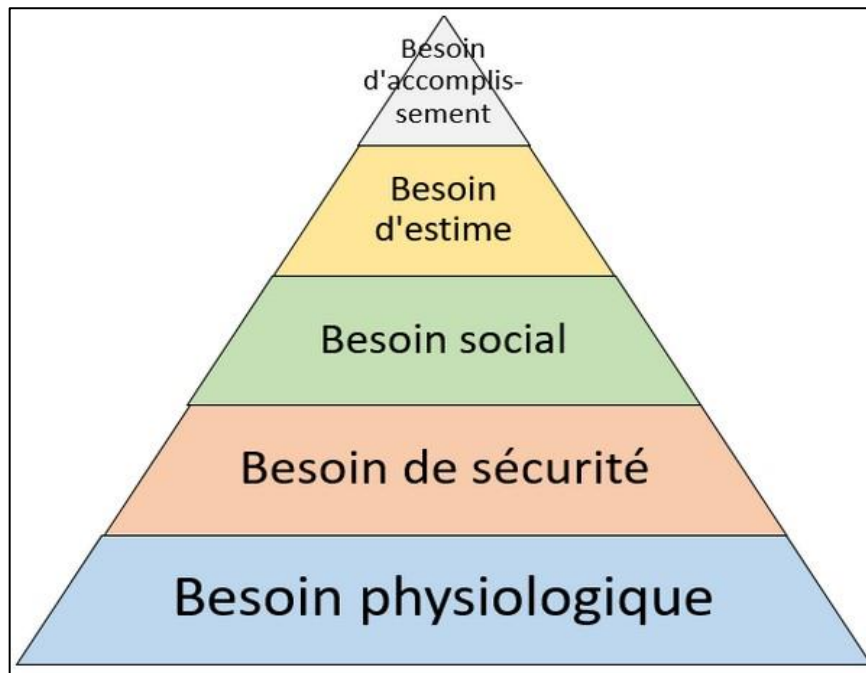 Besoin
d'accomplis-
sement
Besoin
d'estime
Besoin social
Besoin de sécurité
Besoin physiologique